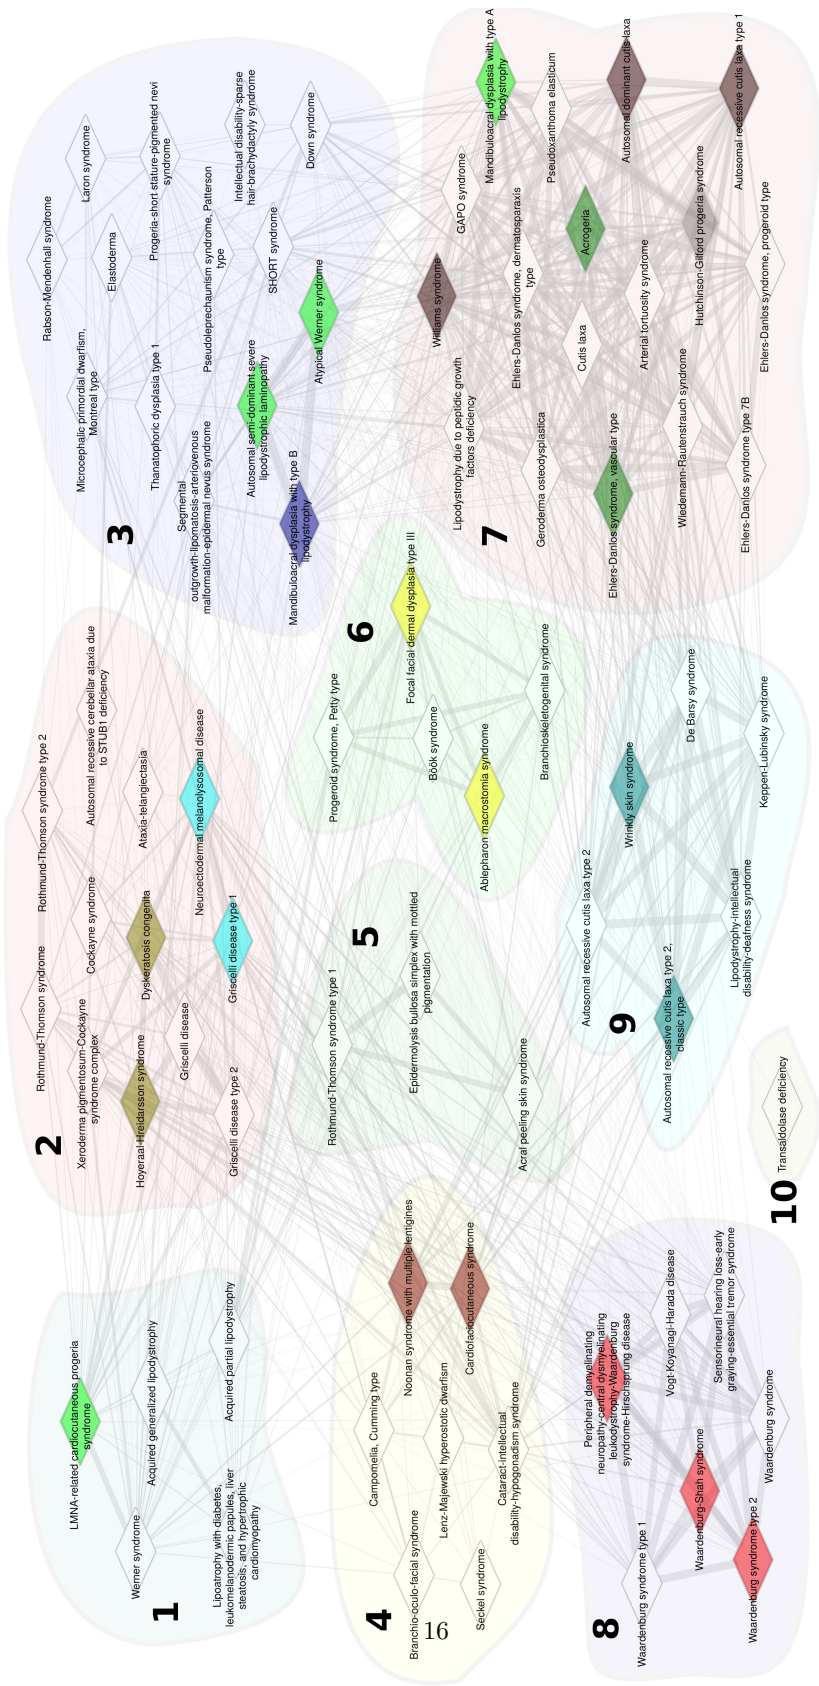 1
LMNA-related cardiocutaneous progeria
syndrome
Werner syndrome
Acquired generalized lipodystrophy
Acquired partial lipodystrophy
Lipoatrophy with diabetes,
leukomelanodermic papules, liver
steatosis, and hypertrophic
cardiomyopathy
2
Rothmund-Thomson syndrome
Rothmund-Thomson syndrome type 2
Xeroderma pigmentosum-Cockayne
syndrome complex
Cockayne syndrome
Autosomal recessive cerebellar ataxia due
to STUB1 deficiency
Hoyeraal-Hreidarsson syndrome
Dyskeratosis congenita
Ataxia-telangiectasia
Griscelli disease
Neuroectodermal melanolysosomal disease
Griscelli disease type 2
Griscelli disease type 1
3
Rabson-Mendenhall syndrome
Microcephalic primordial dwarfism,
Montreal type
Laron syndrome
Elastoderma
Thanatophoric dysplasia type 1
Progeria-short stature-pigmented nevi
syndrome
Segmental
outgrowth-lipomatosis-arteriovenous
malformation-epidermal nevus syndrome
Pseudoleprechaunism syndrome, Patterson
type
Intellectual disability-sparse
hair-brachydactyly syndrome
Autosomal semi-dominant severe
lipodystrophic laminopathy
SHORT syndrome
Mandibuloacral dysplasia with type B
lipodystrophy
Atypical Werner syndrome
Down syndrome
4
Campomelia, Cumming type
Noonan syndrome with multiple lentigines
Branchio-oculo-facial syndrome
Lenz-Majewski hyperostotic dwarfism
Cardiofaciocutaneous syndrome
Seckel syndrome
Cataract-intellectual
disability-hypogonadism syndrome
5
Rothmund-Thomson syndrome type 1
Epidermolysis bullosa simplex with mottled
pigmentation
Acral peeling skin syndrome
6
Progeroid syndrome, Petty type
Focal facial dermal dysplasia type III
Böök syndrome
Ablepharon macrostomia syndrome
Branchioskeletogenital syndrome
7
Williams syndrome
GAPO syndrome
Mandibuloacral dysplasia with type A
lipodystrophy
Lipodystrophy due to peptidic growth
factors deficiency
Ehlers-Danlos syndrome, dermatosparaxis
type
Pseudoxanthoma elasticum
Geroderma osteodysplastica
Cutis laxa
Acrogeria
Ehlers-Danlos syndrome, vascular type
Arterial tortuosity syndrome
Autosomal dominant cutis laxa
Wiedemann-Rautenstrauch syndrome
Hutchinson-Gilford progeria syndrome
Autosomal recessive cutis laxa type 1
Ehlers-Danlos syndrome type 7B
Ehlers-Danlos syndrome, progeroid type
8
Peripheral demyelinating
neuropathy-central dysmyelinating
leukodystrophy-Waardenburg
syndrome-Hirschsprung disease
Waardenburg syndrome type 1
Vogt-Koyanagi-Harada disease
Waardenburg-Shah syndrome
Sensorineural hearing loss-early
graying-essential tremor syndrome
Waardenburg syndrome type 2
Waardenburg syndrome
9
Autosomal recessive cutis laxa type 2
Wrinkly skin syndrome
De Barsy syndrome
Autosomal recessive cutis laxa type 2,
classic type
Lipodystrophy-intellectual
disability-deafness syndrome
Keppen-Lubinsky syndrome
10
Transaldolase deficiency
16